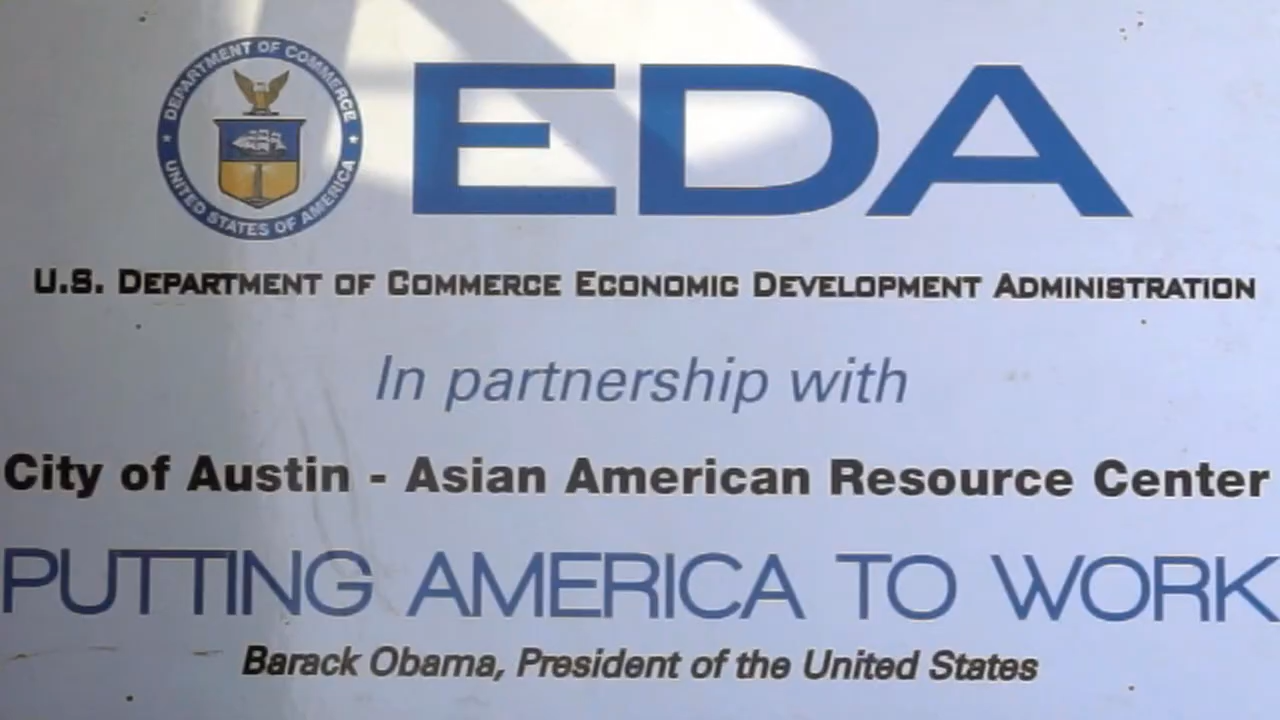 DEPARTMENT OF COMMERCE
UNITED STATES OF AMERICA
EDA
U.S. DEPARTMENT OF COMMERCE ECONOMIC DEVELOPMENT ADMINISTRATION
In partnership with
City of Austin - Asian American Resource Center
PUTTING AMERICA TO WORK
Barack Obama, President of the United States